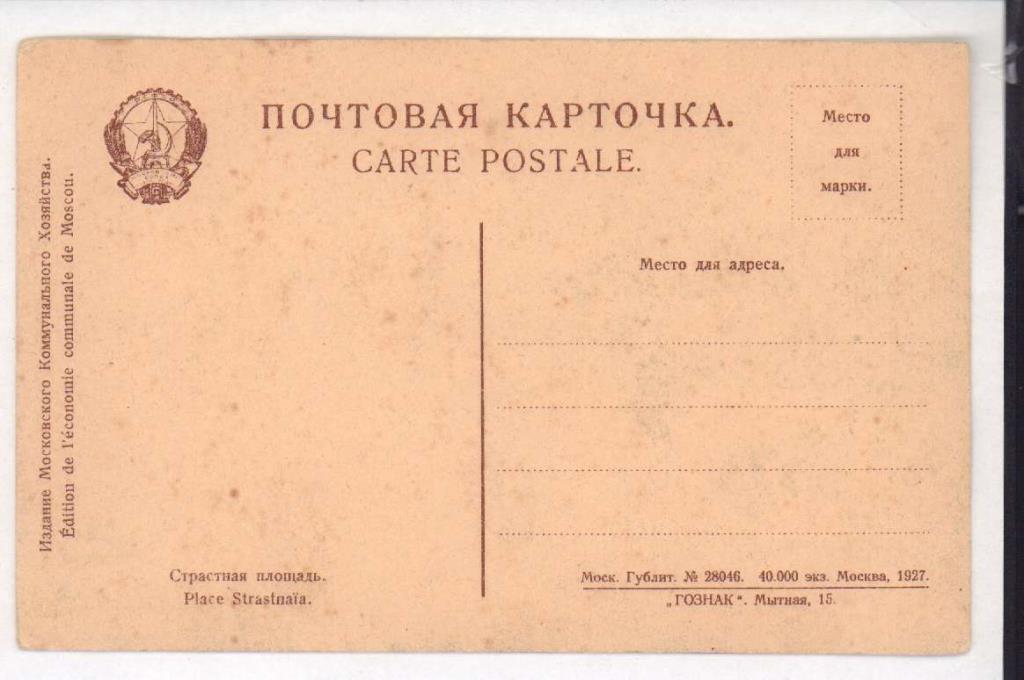 ПОЧТОВАЯ КАРТОЧКА.
CARTE POSTALE.
Место
для
марки.
Издание Московского Коммунального Хозяйства.
Édition de l'économie communale de Moscou.
Место для адреса.
Страстная площадь.
Place Strastnaïa.
Моск. Гублит. № 28046. 40.000 экз. Москва, 1927.
„ГОЗНАК“. Мытная, 15.